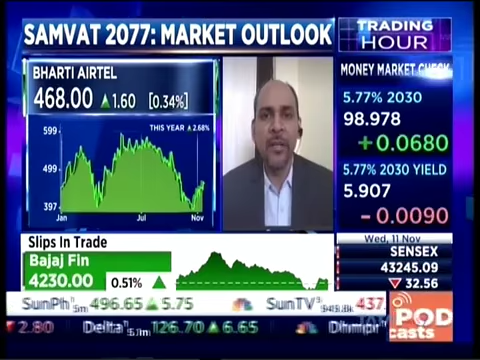 SAMVAT 2077: MARKET OUTLOOK
TRADING
HOUR
BHARTI AIRTEL
468.00 ▲ 1.60 [0.34%]
THIS YEAR ▲ 2.68%
599
499
397
Jan Jul Nov
MONEY MARKET CHECK
5.77% 2030
98.978
+0.0680
5.77% 2030 YIELD
5.907
- 0.0090
Wed, 11 Nov
SENSEX
43245.09
▼ 32.56
Slips In Trade
Bajaj Fin
4230.00 0.51% ▲
SunPh 496.65 ▲ 5.75 SunTV 437.
▼ 2.80 Delta 126.70 ▲ 6.65
POD
casts